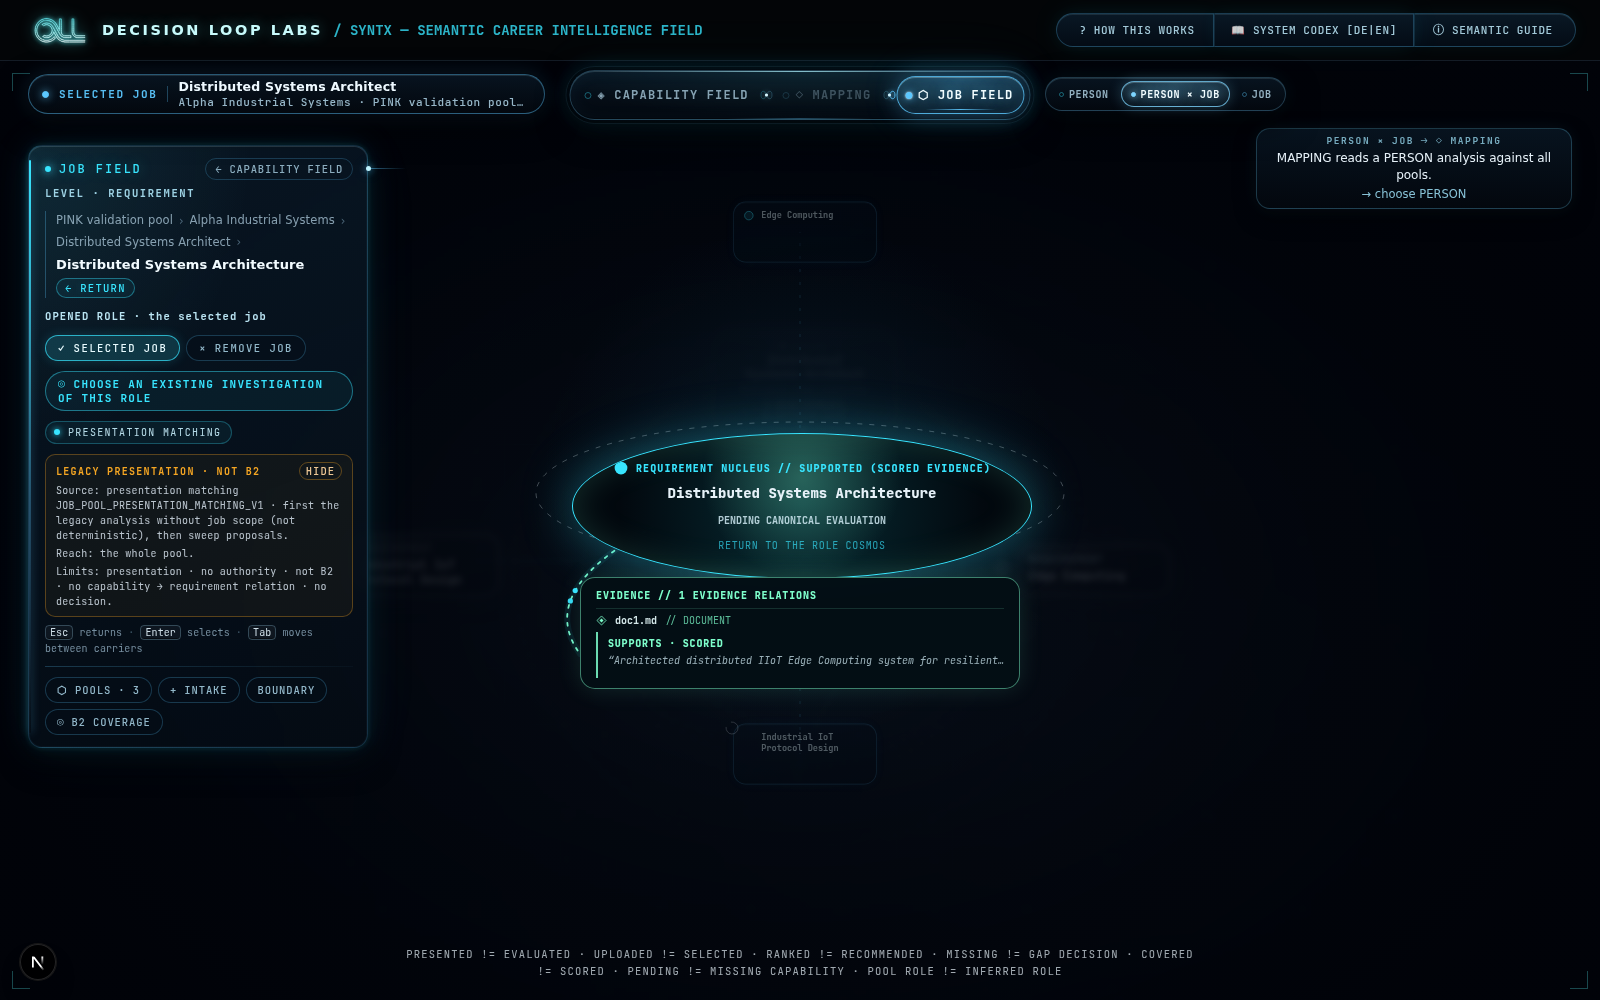 DECISION LOOP LABS / SYNTX — SEMANTIC CAREER INTELLIGENCE FIELD
? HOW THIS WORKS
SYSTEM CODEX [DE|EN]
SEMANTIC GUIDE
SELECTED JOB
Distributed Systems Architect
Alpha Industrial Systems · PINK validation pool…
CAPABILITY FIELD
MAPPING
JOB FIELD
PERSON
PERSON × JOB
JOB
PERSON × JOB → ◇ MAPPING
MAPPING reads a PERSON analysis against all
pools.
→ choose PERSON
JOB FIELD
← CAPABILITY FIELD
LEVEL · REQUIREMENT
PINK validation pool › Alpha Industrial Systems ›
Distributed Systems Architect ›
Distributed Systems Architecture
← RETURN
OPENED ROLE · the selected job
✓ SELECTED JOB
× REMOVE JOB
◎ CHOOSE AN EXISTING INVESTIGATION
OF THIS ROLE
PRESENTATION MATCHING
LEGACY PRESENTATION · NOT B2
HIDE
Source: presentation matching
JOB_POOL_PRESENTATION_MATCHING_V1 · first the
legacy analysis without job scope (not
deterministic), then sweep proposals.
Reach: the whole pool.
Limits: presentation · no authority · not B2
· no capability → requirement relation · no
decision.
Esc returns · Enter selects · Tab moves
between carriers
⬡ POOLS · 3
+ INTAKE
BOUNDARY
◎ B2 COVERAGE
Edge Computing
REQUIREMENT NUCLEUS // SUPPORTED (SCORED EVIDENCE)
Distributed Systems Architecture
PENDING CANONICAL EVALUATION
RETURN TO THE ROLE COSMOS
EVIDENCE // 1 EVIDENCE RELATIONS
doc1.md // DOCUMENT
SUPPORTS · SCORED
“Architected distributed IIoT Edge Computing system for resilient…
Industrial IoT
Protocol Design
PRESENTED != EVALUATED · UPLOADED != SELECTED · RANKED != RECOMMENDED · MISSING != GAP DECISION · COVERED
!= SCORED · PENDING != MISSING CAPABILITY · POOL ROLE != INFERRED ROLE